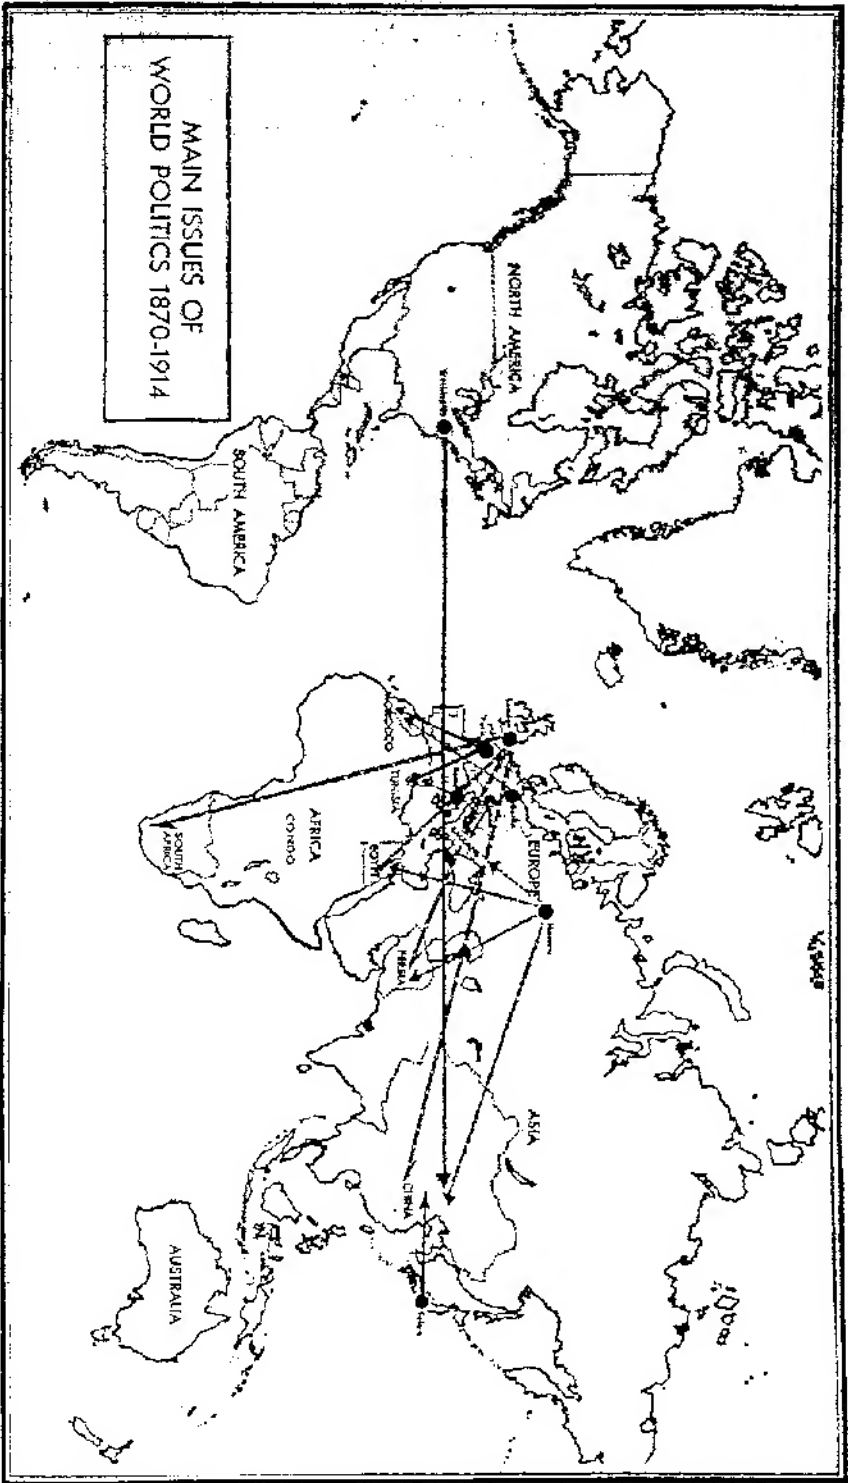 MAIN ISSUES OF
WORLD POLITICS 1870-1914
NORTH AMERICA
SOUTH AMERICA
EUROPE
ASIA
TUNISIA
EGYPT
PERSIA
CHINA
AFRICA
CONGO
SOUTH
AFRICA
AUSTRALIA